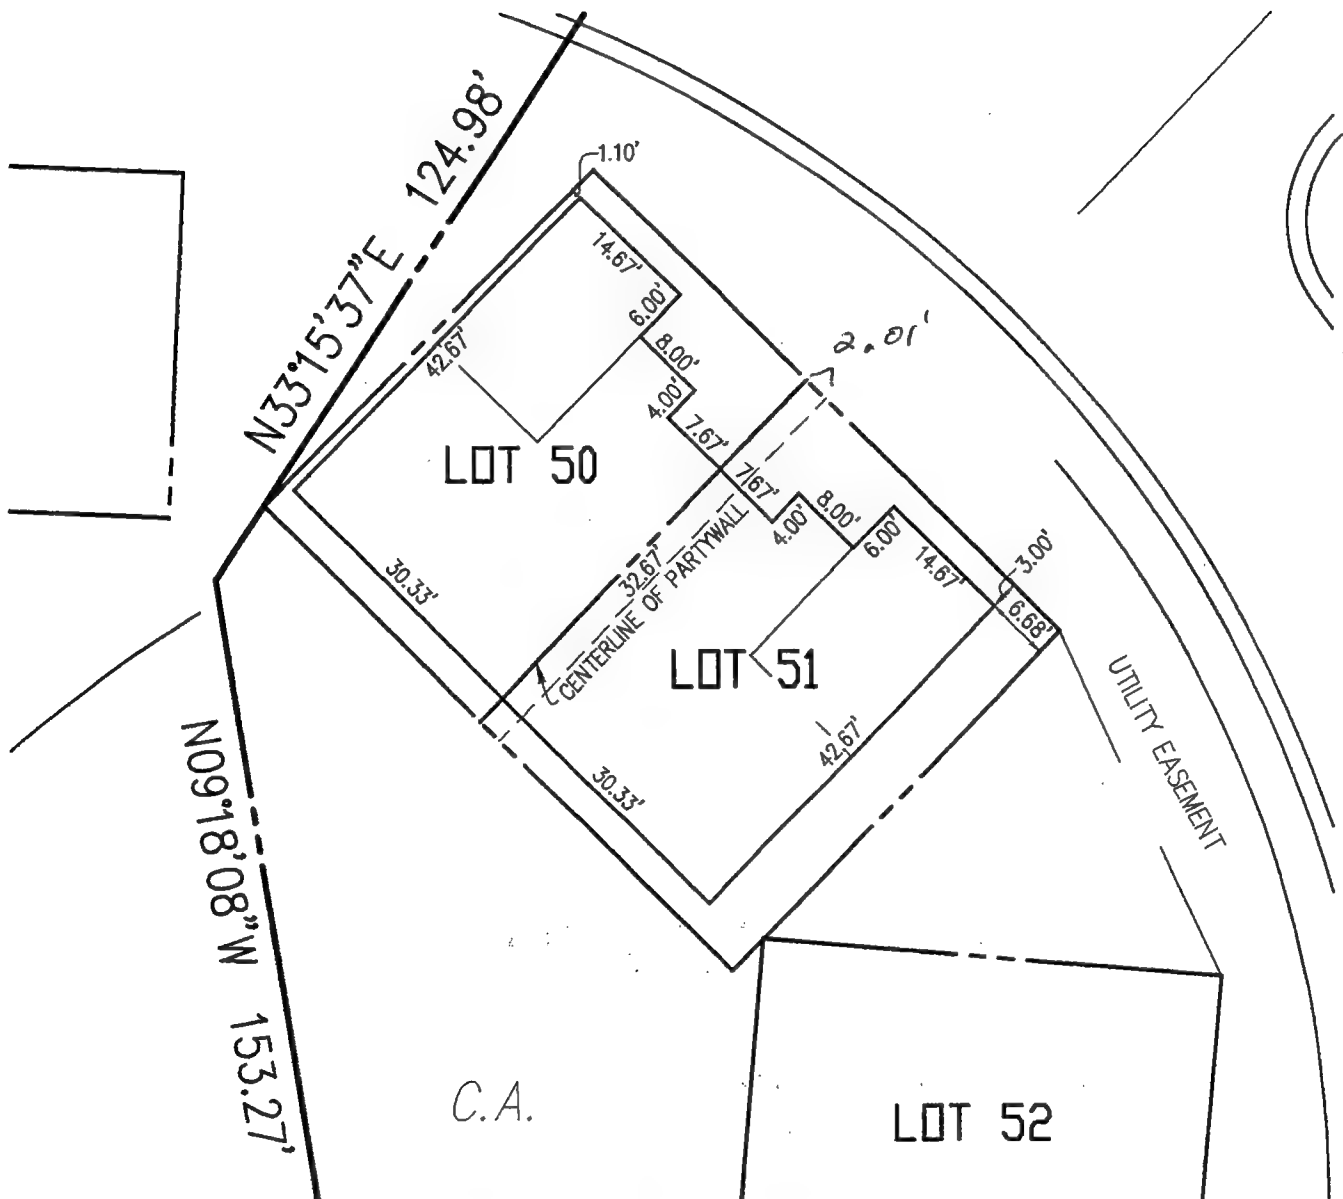 124.98'
1.10'
N33°15'37"E
14.67'
6.00'
2.01'
42.67'
8.00'
4.00'
7.67'
LOT 50
7.67'
8.00'
4.00'
6.00'
3.00'
14.67'
30.33'
32.67'
CENTERLINE OF PARTYWALL
6.68'
LOT 51
UTILITY EASEMENT
42.67'
30.33'
N09°18'08"W 153.27'
C.A.
LOT 52